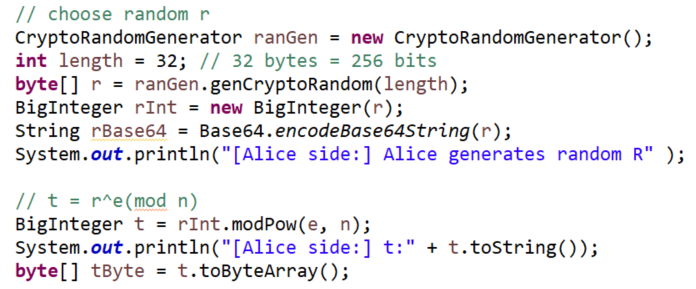 // choose random r
CryptoRandomGenerator ranGen = new CryptoRandomGenerator();
int length = 32; // 32 bytes = 256 bits
byte[] r = ranGen.genCryptoRandom(length);
BigInteger rInt = new BigInteger(r);
String rBase64 = Base64.encodeBase64String(r);
System.out.println("[Alice side:] Alice generates random R" );
// t = r^e(mod n)
BigInteger t = rInt.modPow(e, n);
System.out.println("[Alice side:] t:" + t.toString());
byte[] tByte = t.toByteArray();